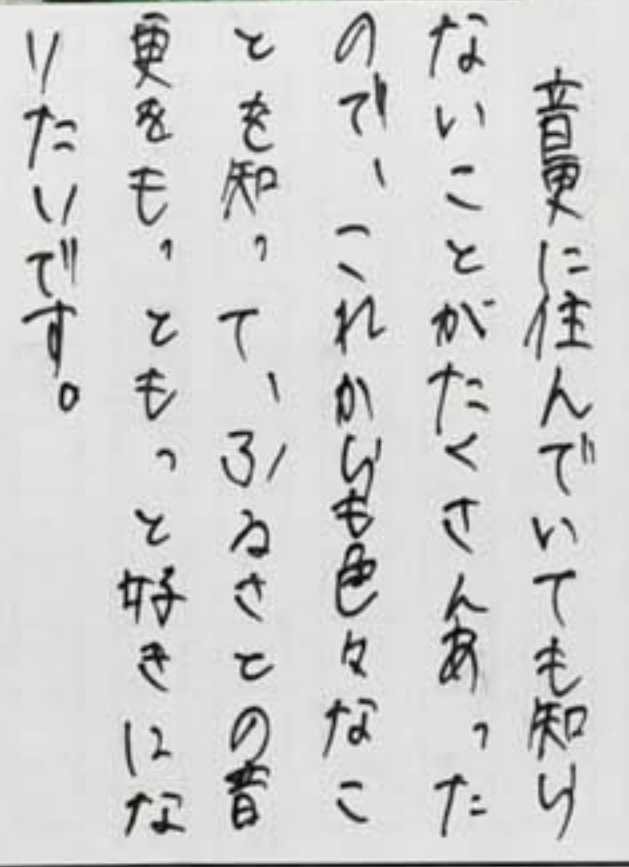 音更に住んでいても知り
ないことがたくさんあった
ので、これからも色々なこ
とを知って、ふるさとの音
更をもっともっと好きにな
りたいです。